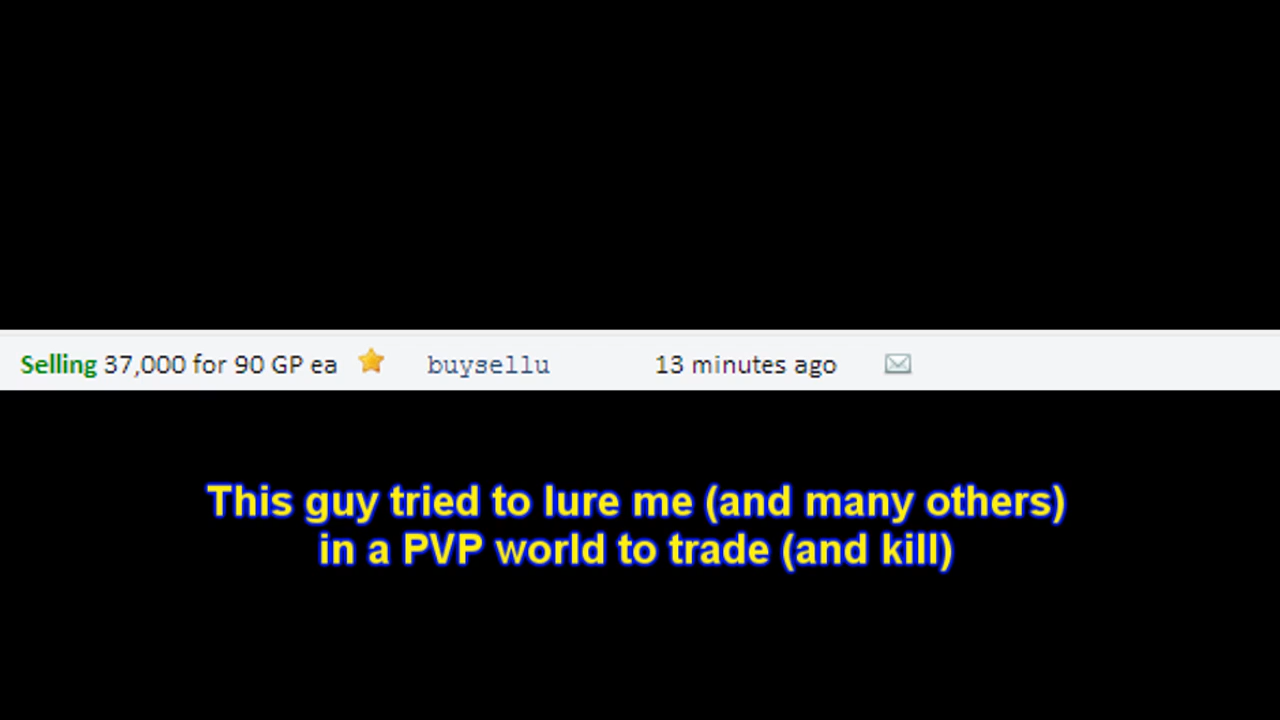 Selling 37,000 for 90 GP ea buysellu 13 minutes ago
This guy tried to lure me (and many others)
in a PVP world to trade (and kill)